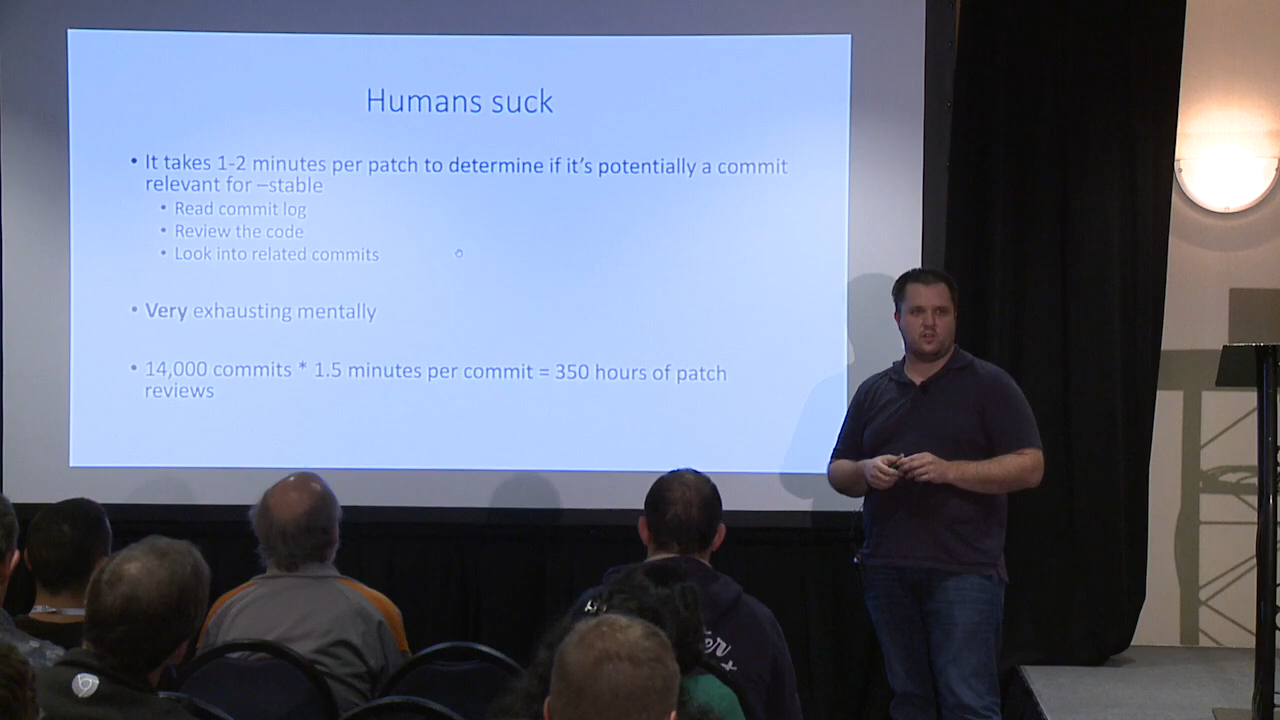 Humans suck
• It takes 1-2 minutes per patch to determine if it's potentially a commit
relevant for –stable
• Read commit log
• Review the code
• Look into related commits
• Very exhausting mentally
• 14,000 commits * 1.5 minutes per commit = 350 hours of patch
reviews